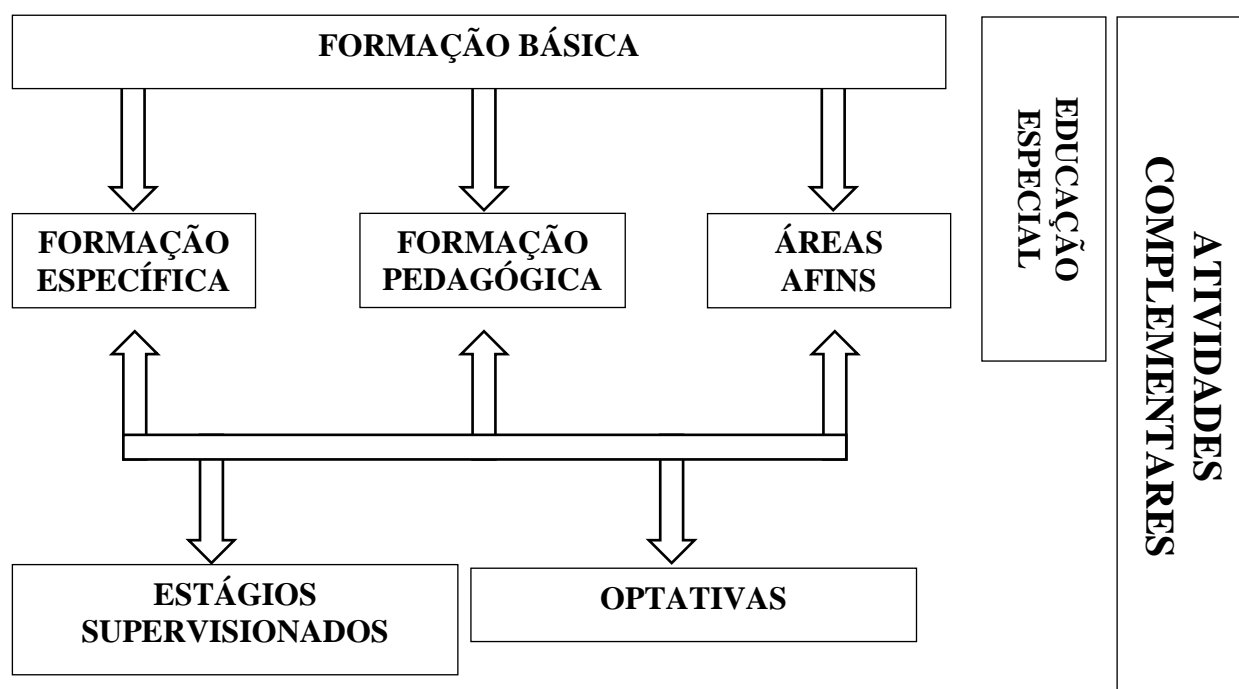 FORMAÇÃO BÁSICA
FORMAÇÃO
ESPECÍFICA
FORMAÇÃO
PEDAGÓGICA
ÁREAS
AFINS
EDUCAÇÃO
ESPECIAL
ATIVIDADES
COMPLEMENTARES
ESTÁGIOS
SUPERVISIONADOS
OPTATIVAS